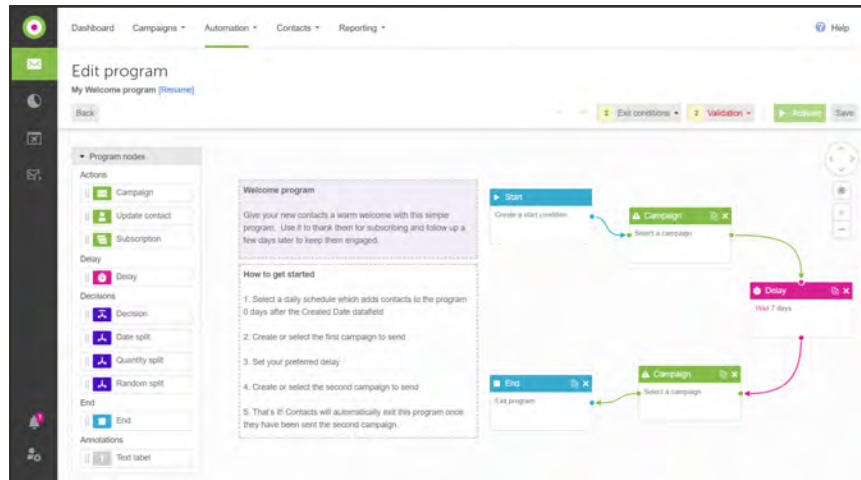 Dashboard Campaigns Automation Contacts Reporting Help
Edit program
My Welcome program [Rename]
Back
Exit conditions Validation Activate Save
Program nodes
Actions
Campaign
Update contact
Subscription
Delay
Delay
Decisions
Decision
Date split
Quantity split
Random split
End
End
Annotations
Text label
Welcome program
Give your new contacts a warm welcome with this simple
program. Use it to thank them for subscribing and follow up a
few days later to keep them engaged.
How to get started
1. Select a daily schedule which adds contacts to the program
0 days after the Created Date datafield
2. Create or select the first campaign to send
3. Set your preferred delay
4. Create or select the second campaign to send
5. That's it! Contacts will automatically exit this program once
they have been sent the second campaign.
Start
Create a start condition
Campaign
Select a campaign
Delay
Wait 7 days
Campaign
Select a campaign
End
Exit program